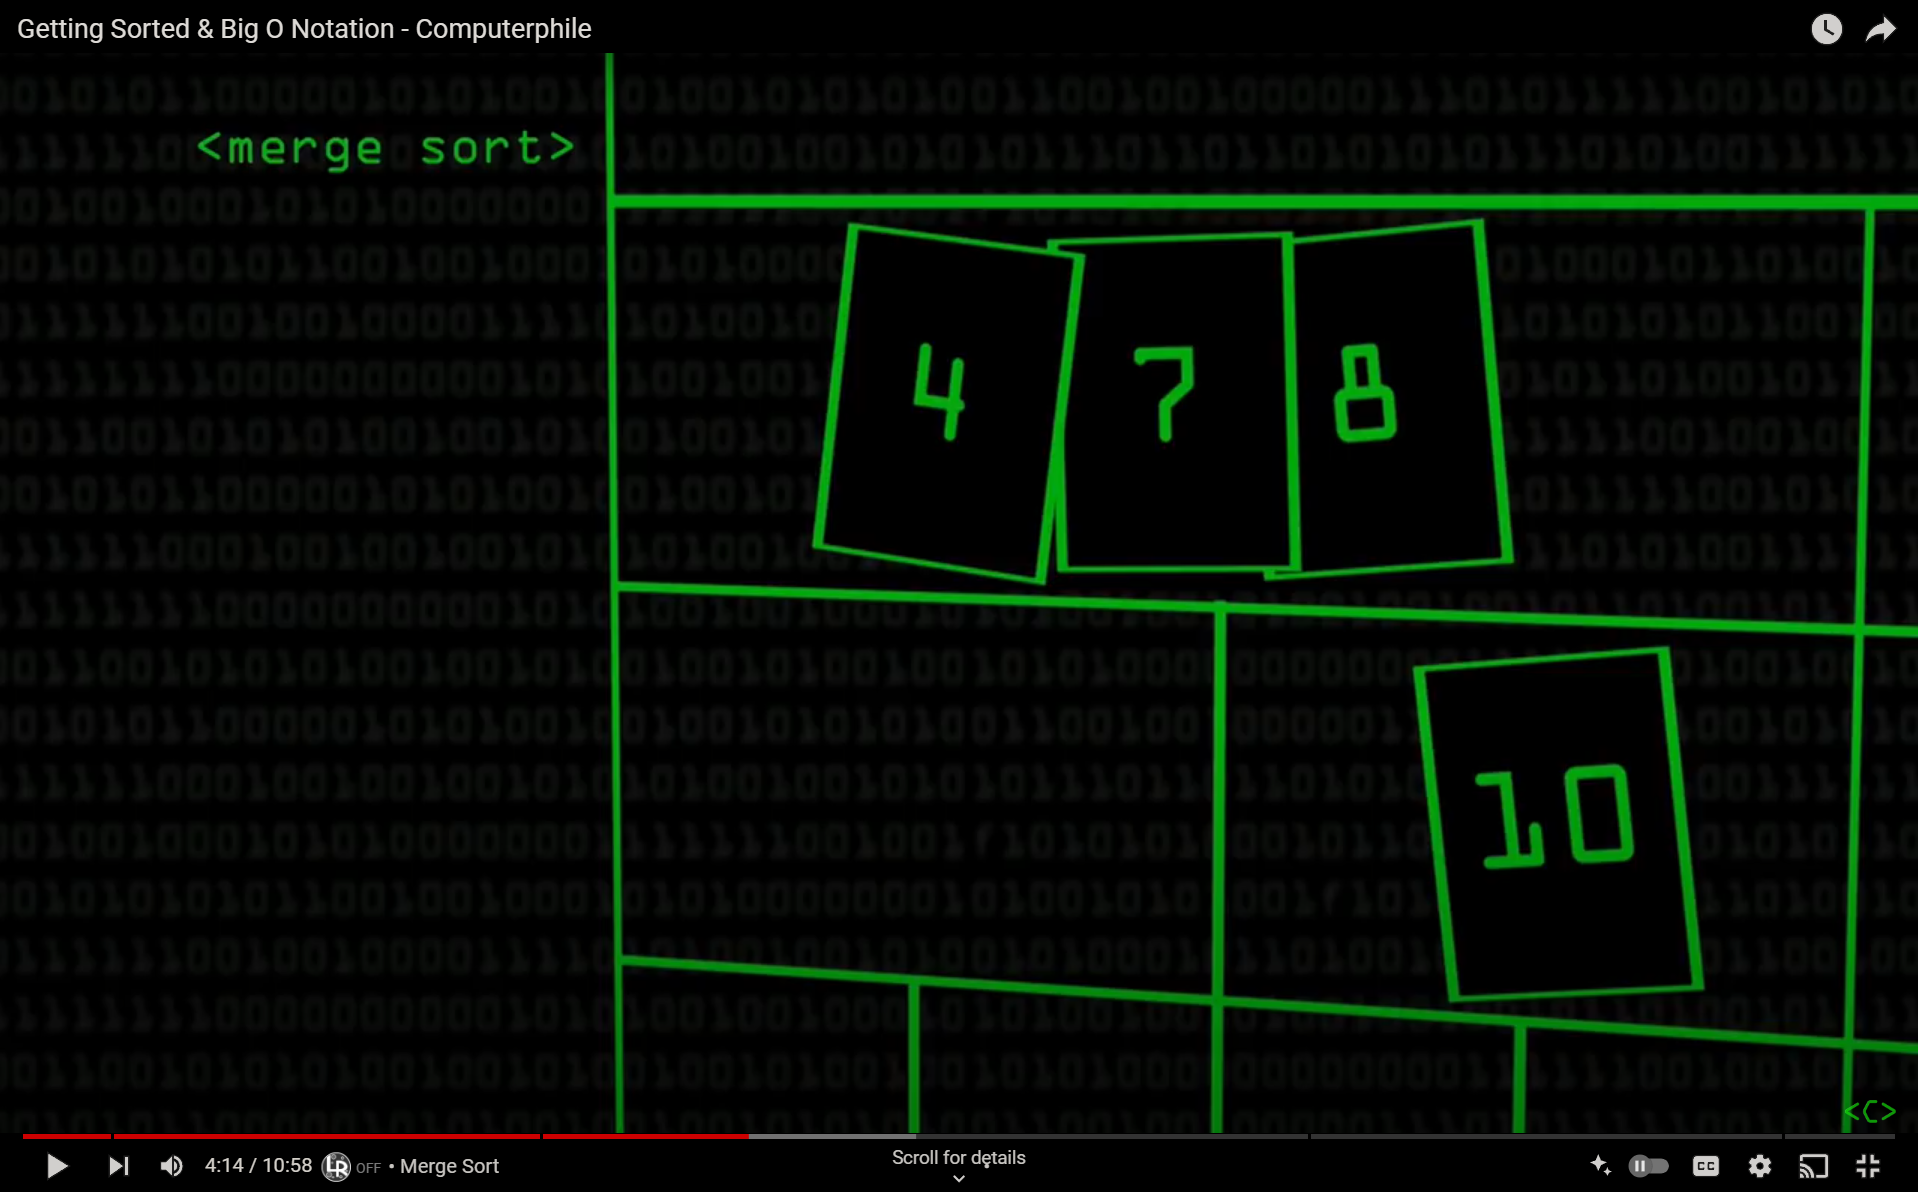 Getting Sorted & Big O Notation - Computerphile
<merge sort>
4 7 8
10
<C>
4:14 / 10:58 LR OFF • Merge Sort
Scroll for details
CC